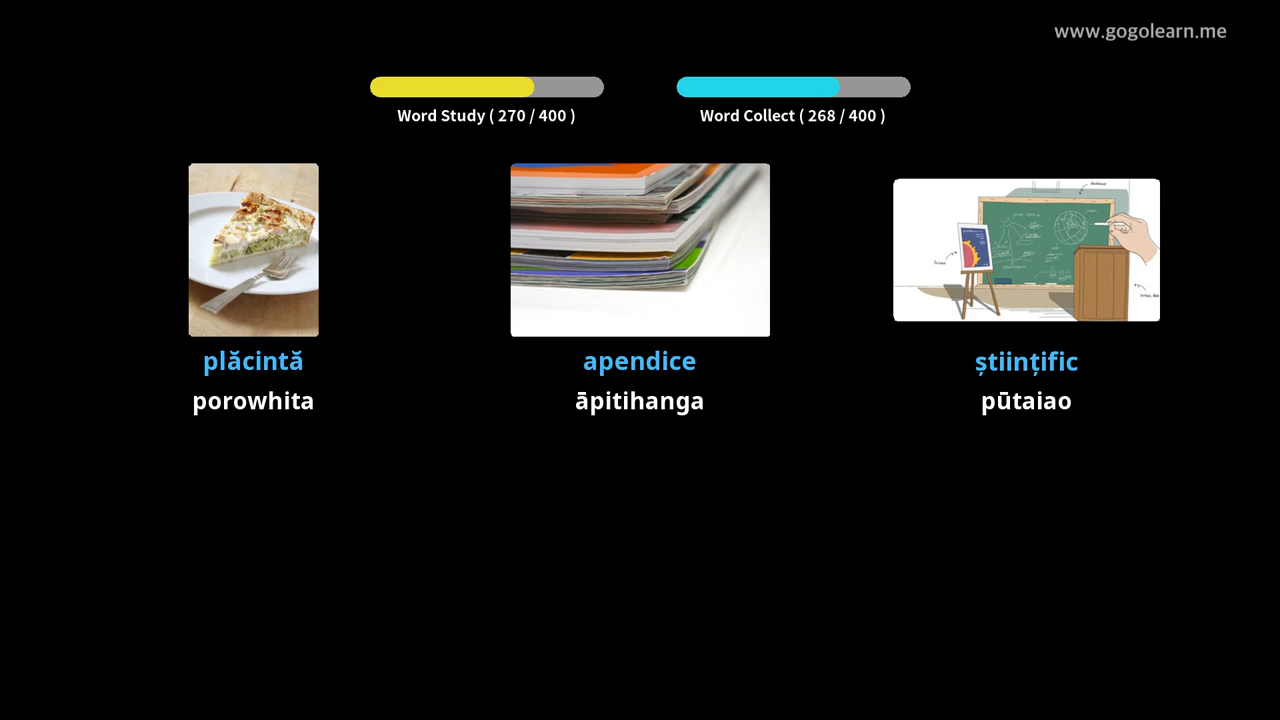 www.gogolearn.me
Word Study ( 270 / 400 )
Word Collect ( 268 / 400 )
plăcintă
apendice
științific
porowhita
āpitihanga
pūtaiao